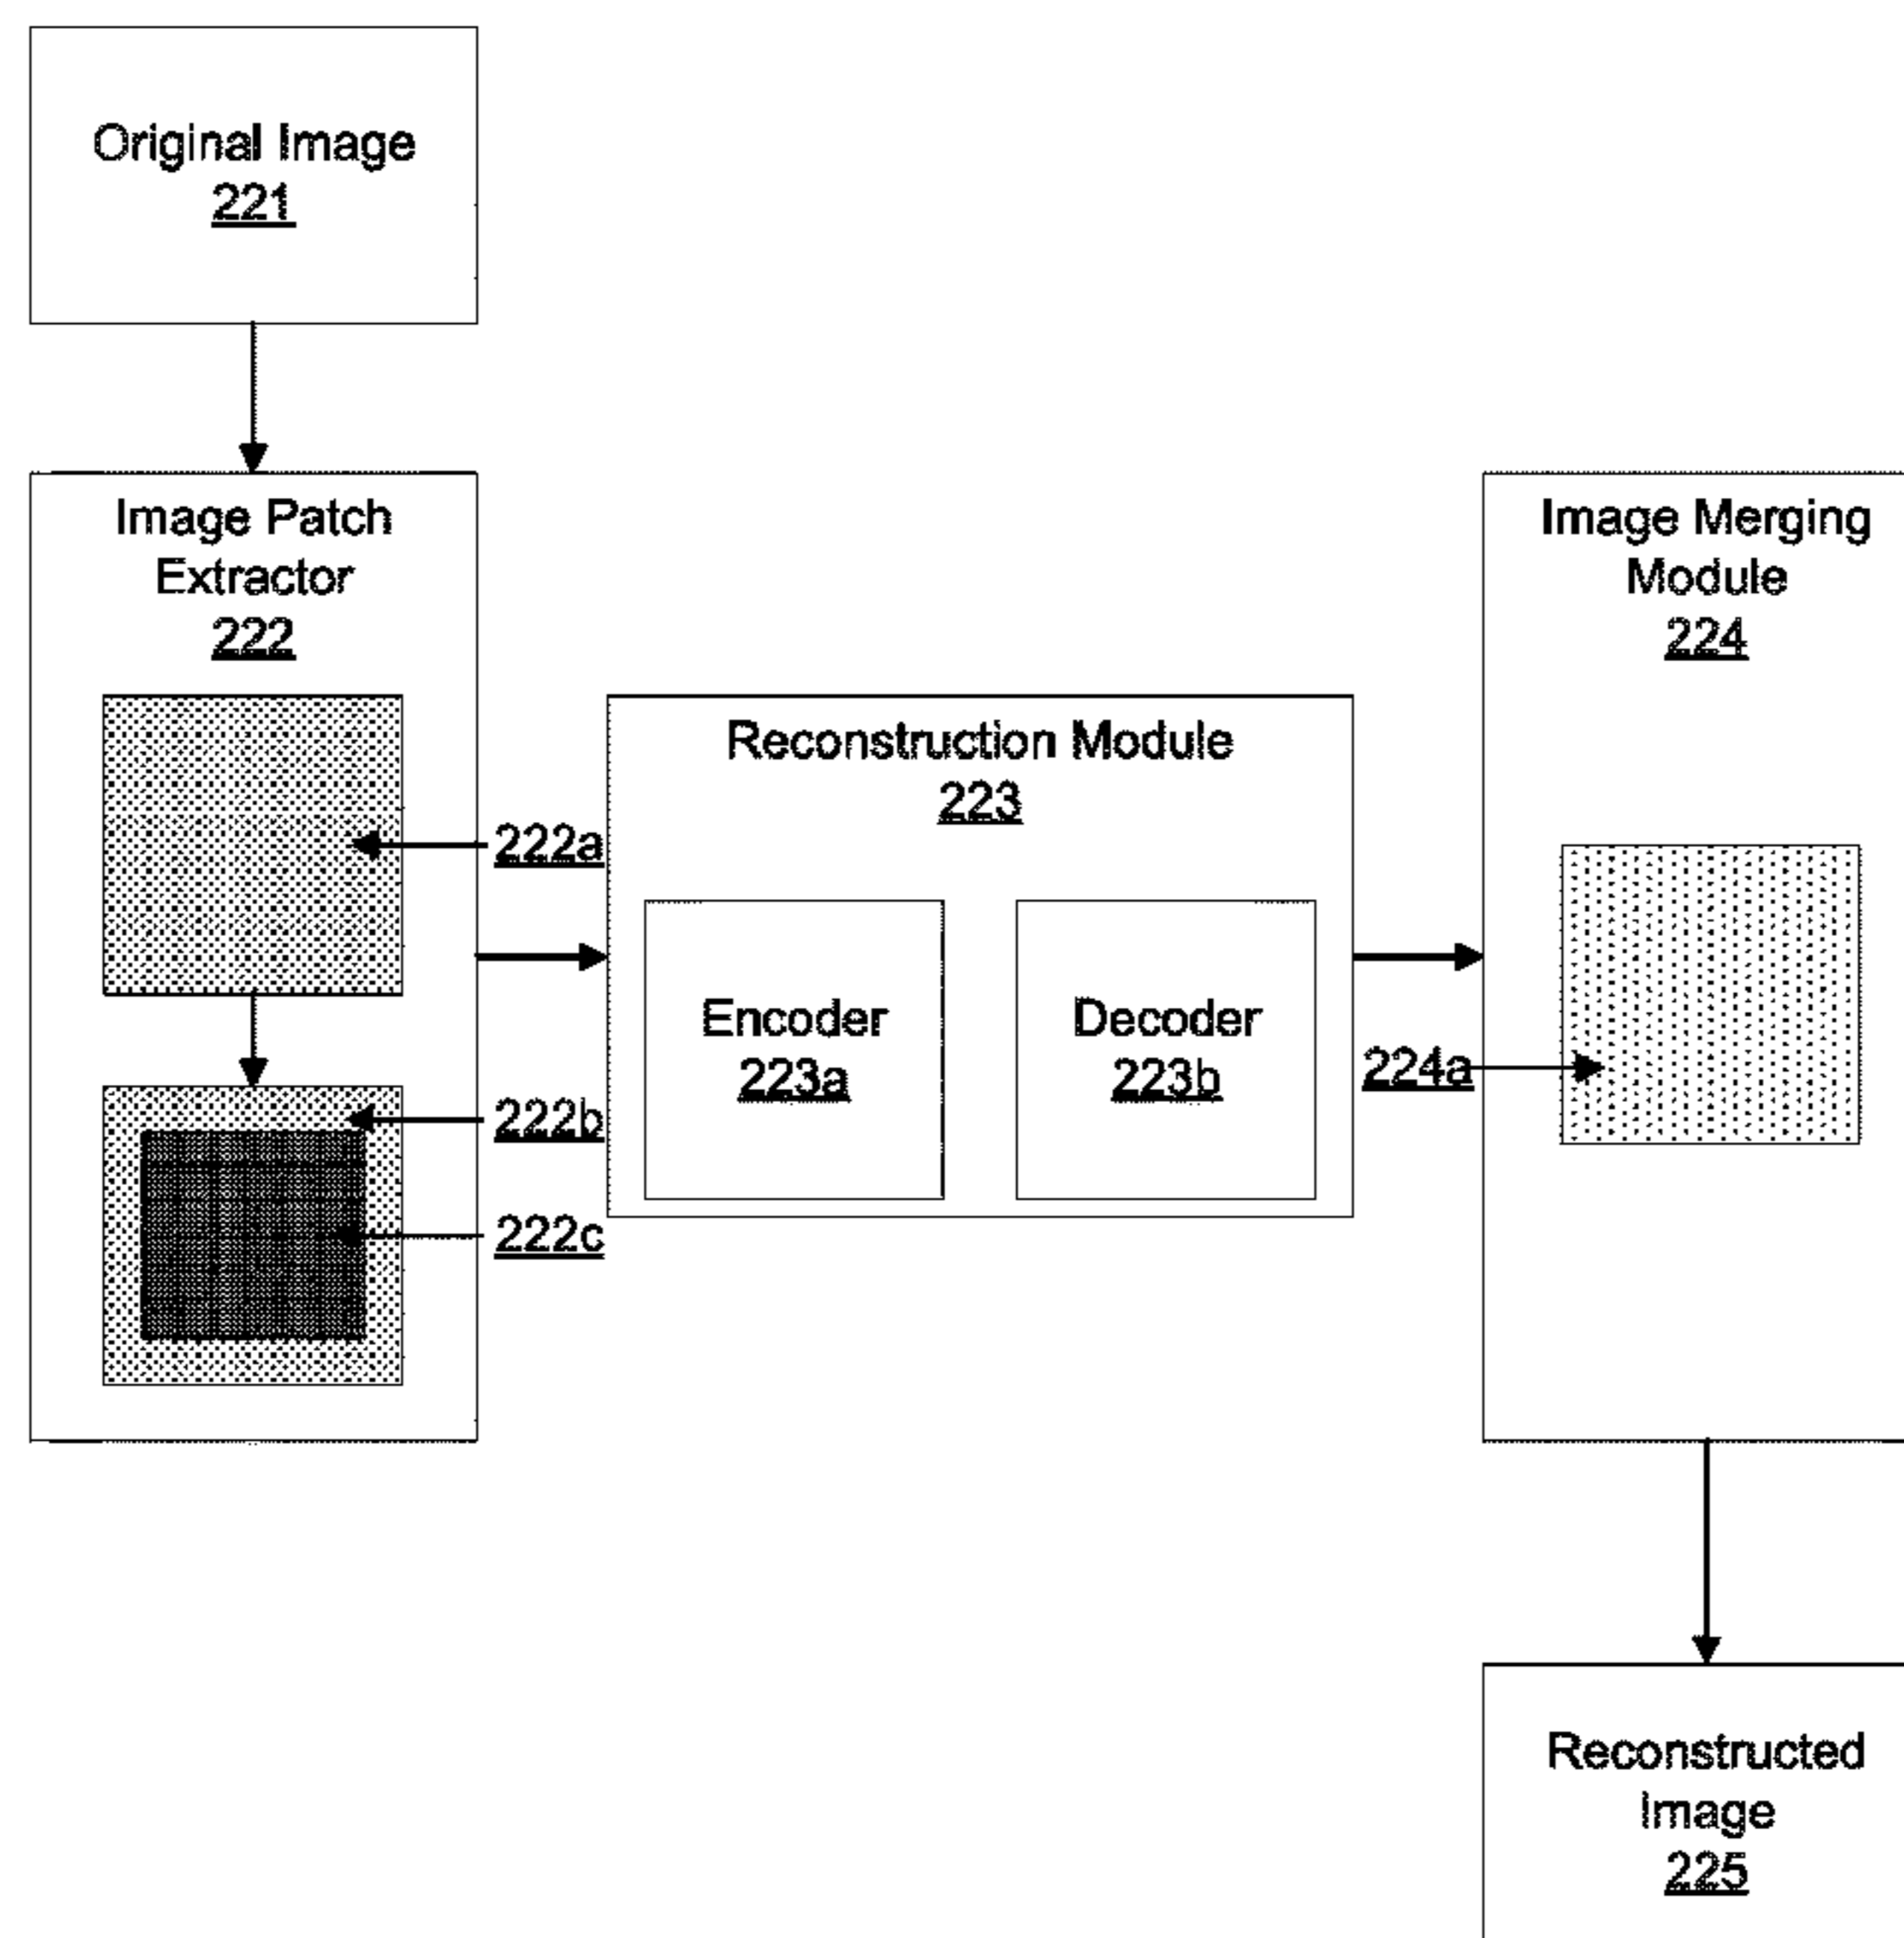 Original Image
221
Image Patch
Extractor
222
222a
222b
222c
Reconstruction Module
223
Encoder
223a
Decoder
223b
Image Merging
Module
224
224a
Reconstructed
Image
225